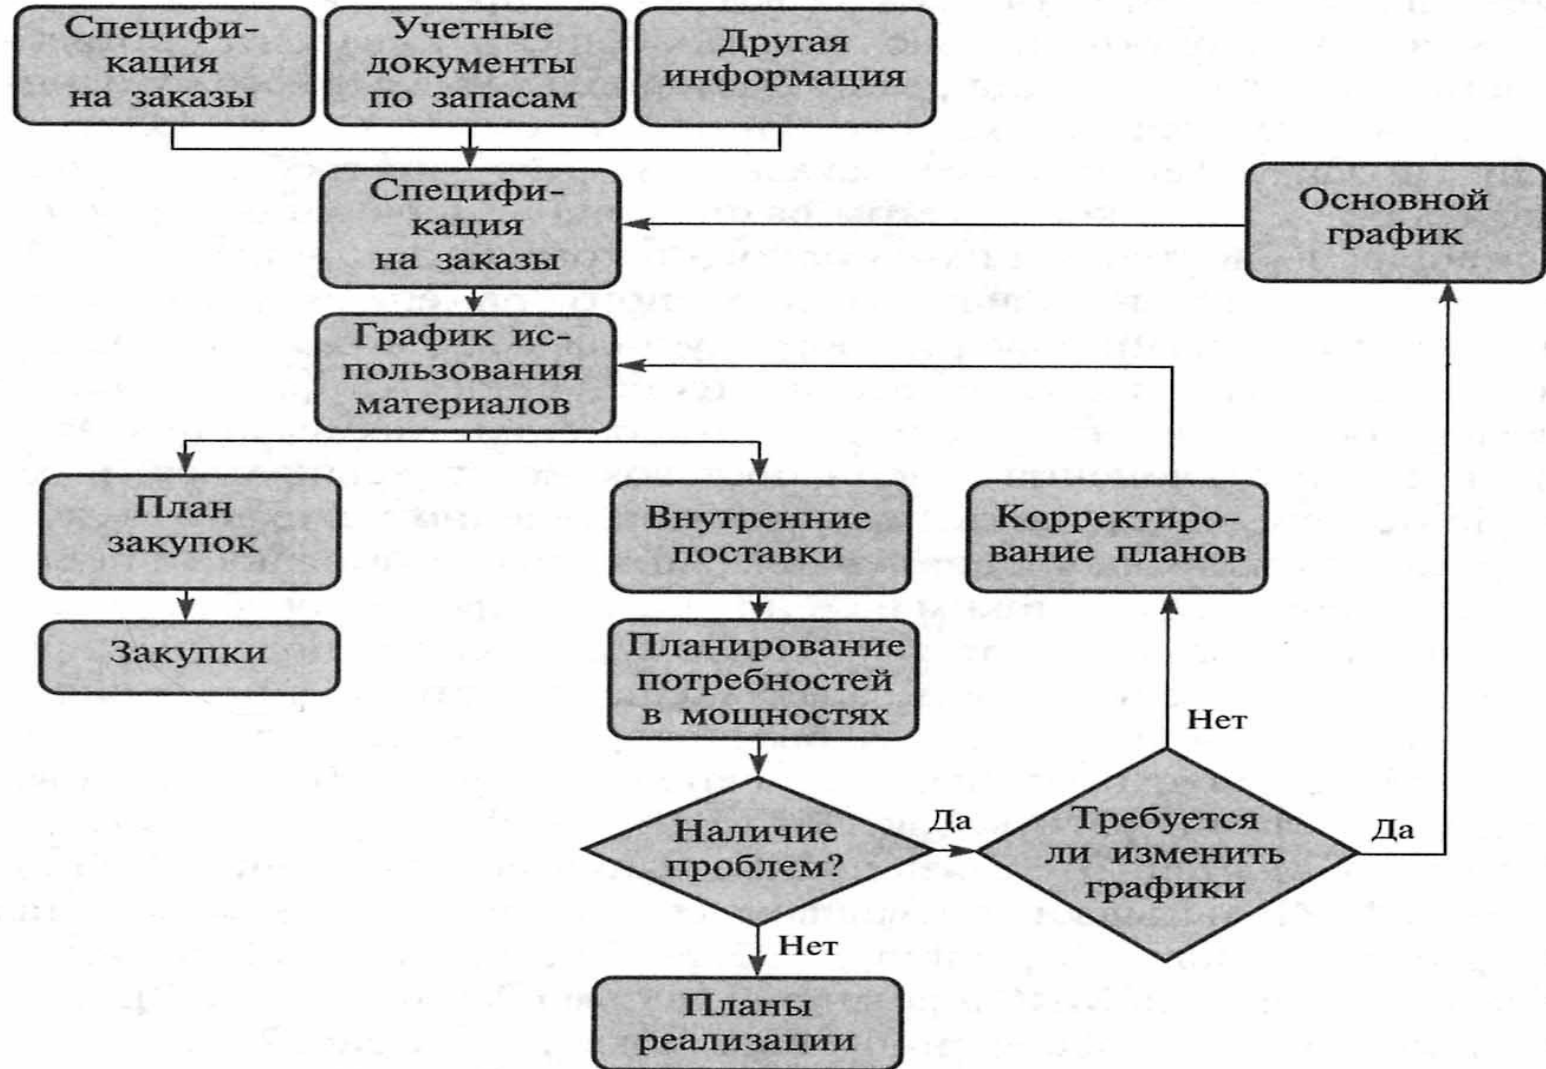 Специфи-
кация
на заказы
Учетные
документы
по запасам
Другая
информация
Специфи-
кация
на заказы
Основной
график
График ис-
пользования
материалов
План
закупок
Внутренние
поставки
Корректиро-
вание планов
Закупки
Планирование
потребностей
в мощностях
Нет
Наличие
проблем?
Да
Требуется
ли изменить
графики
Да
Нет
Планы
реализации